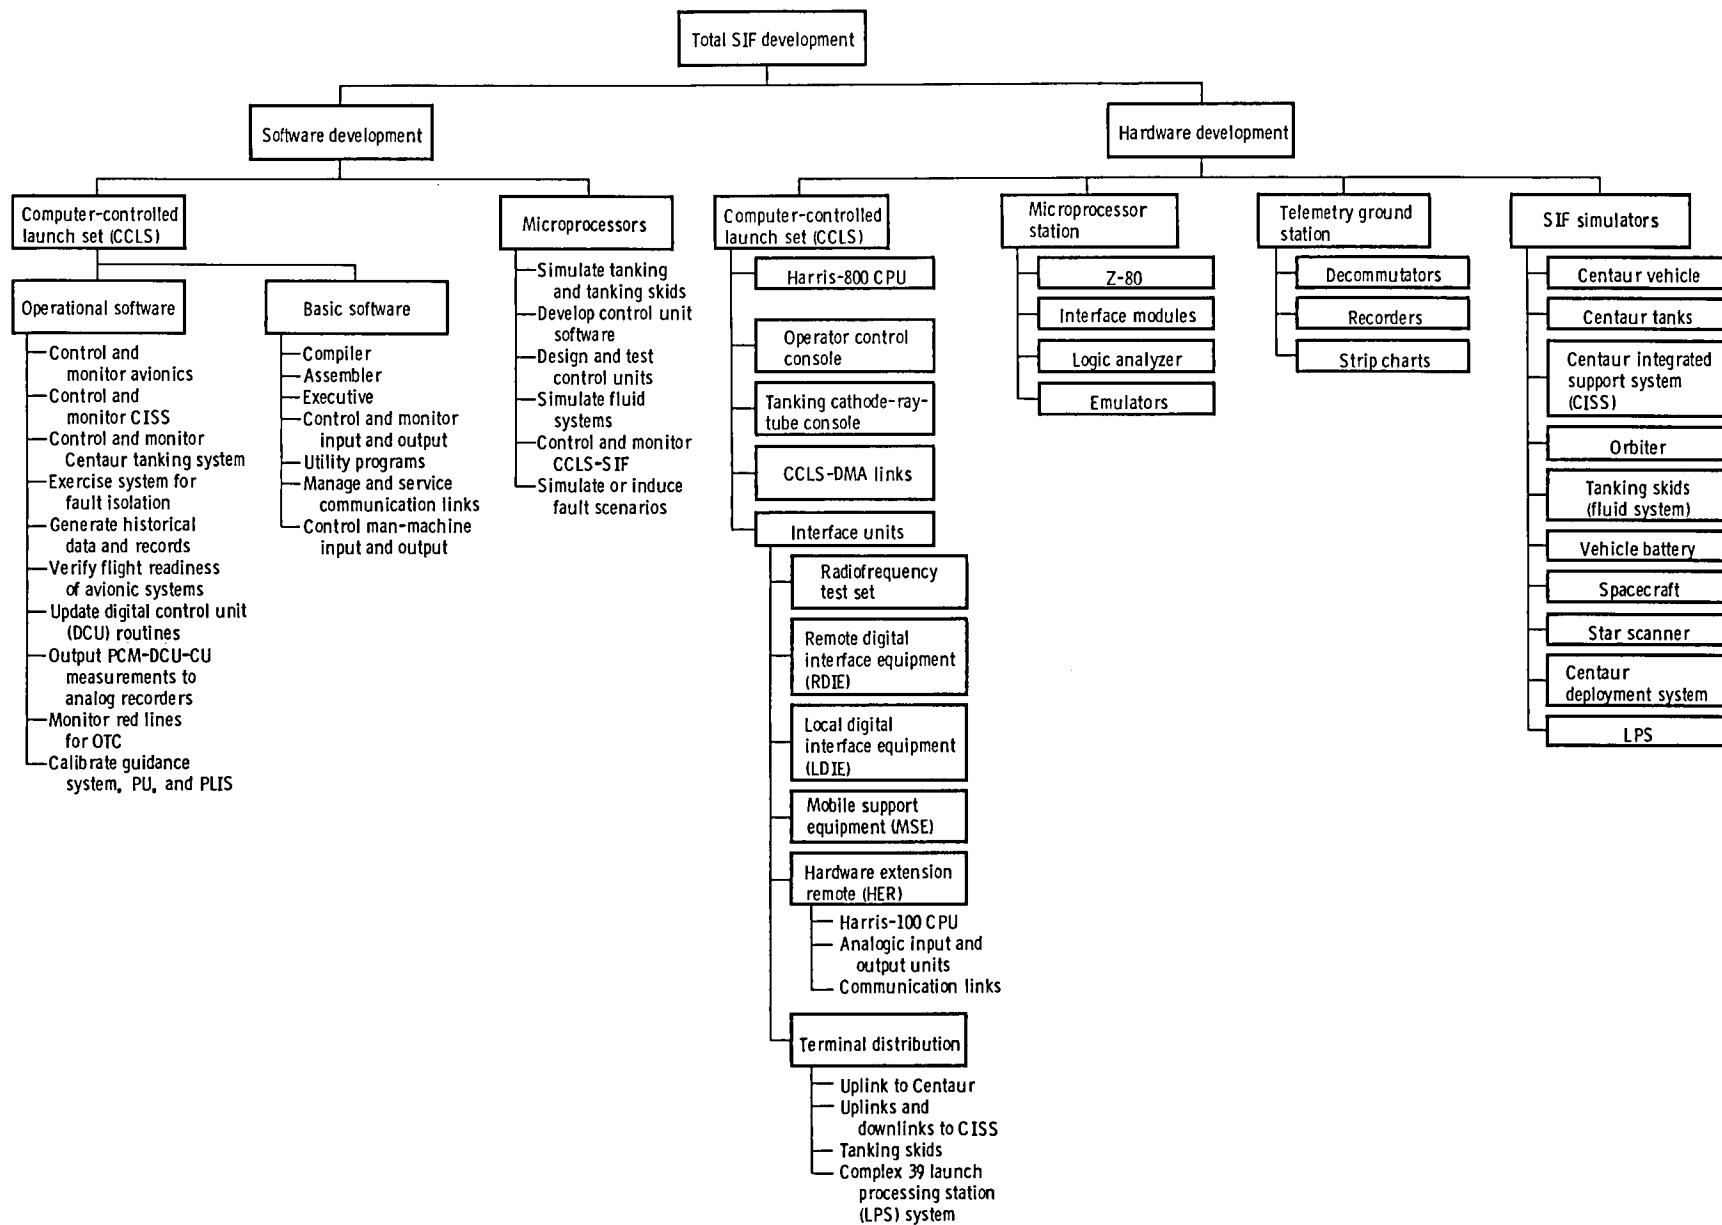 Total SIF development
Software development
Hardware development
Computer-controlled
launch set (CCLS)
Microprocessors
Computer-controlled
launch set (CCLS)
Microprocessor
station
Telemetry ground
station
SIF simulators
Operational software
Control and
monitor avionics
Control and
monitor CISS
Control and monitor
Centaur tanking system
Exercise system for
fault isolation
Generate historical
data and records
Verify flight readiness
of avionic systems
Update digital control unit
(DCU) routines
Output PCM-DCU-CU
measurements to
analog recorders
Monitor red lines
for OTC
Calibrate guidance
system, PU, and PLIS
Basic software
Compiler
Assembler
Executive
Control and monitor
input and output
Utility programs
Manage and service
communication links
Control man-machine
input and output
Simulate tanking
and tanking skids
Develop control unit
software
Design and test
control units
Simulate fluid
systems
Control and monitor
CCLS-SIF
Simulate or induce
fault scenarios
Harris-800 CPU
Operator control
console
Tanking cathode-ray-
tube console
CCLS-DMA links
Interface units
Radiofrequency
test set
Remote digital
interface equipment
(RDIE)
Local digital
interface equipment
(LDIE)
Mobile support
equipment (MSE)
Hardware extension
remote (HER)
Harris-100 CPU
Analogic input and
output units
Communication links
Terminal distribution
Uplink to Centaur
Uplinks and
downlinks to CISS
Tanking skids
Complex 39 launch
processing station
(LPS) system
Z-80
Interface modules
Logic analyzer
Emulators
Decommutators
Recorders
Strip charts
Centaur vehicle
Centaur tanks
Centaur integrated
support system
(CISS)
Orbiter
Tanking skids
(fluid system)
Vehicle battery
Spacecraft
Star scanner
Centaur
deployment system
LPS